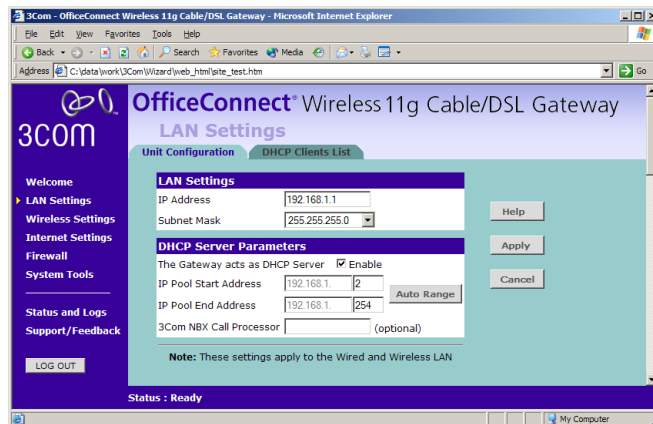 3Com - OfficeConnect Wireless 11g Cable/DSL Gateway - Microsoft Internet Explorer
File Edit View Favorites Tools Help
Back Search Favorites Media
Address C:\data\work\3Com\Wizard\web_html\site_test.htm Go
3COM
OfficeConnect® Wireless 11g Cable/DSL Gateway
LAN Settings
Unit Configuration DHCP Clients List
Welcome
LAN Settings
Wireless Settings
Internet Settings
Firewall
System Tools
Status and Logs
Support/Feedback
LOG OUT
LAN Settings
IP Address 192.168.1.1
Subnet Mask 255.255.255.0
DHCP Server Parameters
The Gateway acts as DHCP Server Enable
IP Pool Start Address 192.168.1. 2
IP Pool End Address 192.168.1. 254
Auto Range
3Com NBX Call Processor (optional)
Note: These settings apply to the Wired and Wireless LAN
Help
Apply
Cancel
Status : Ready
My Computer